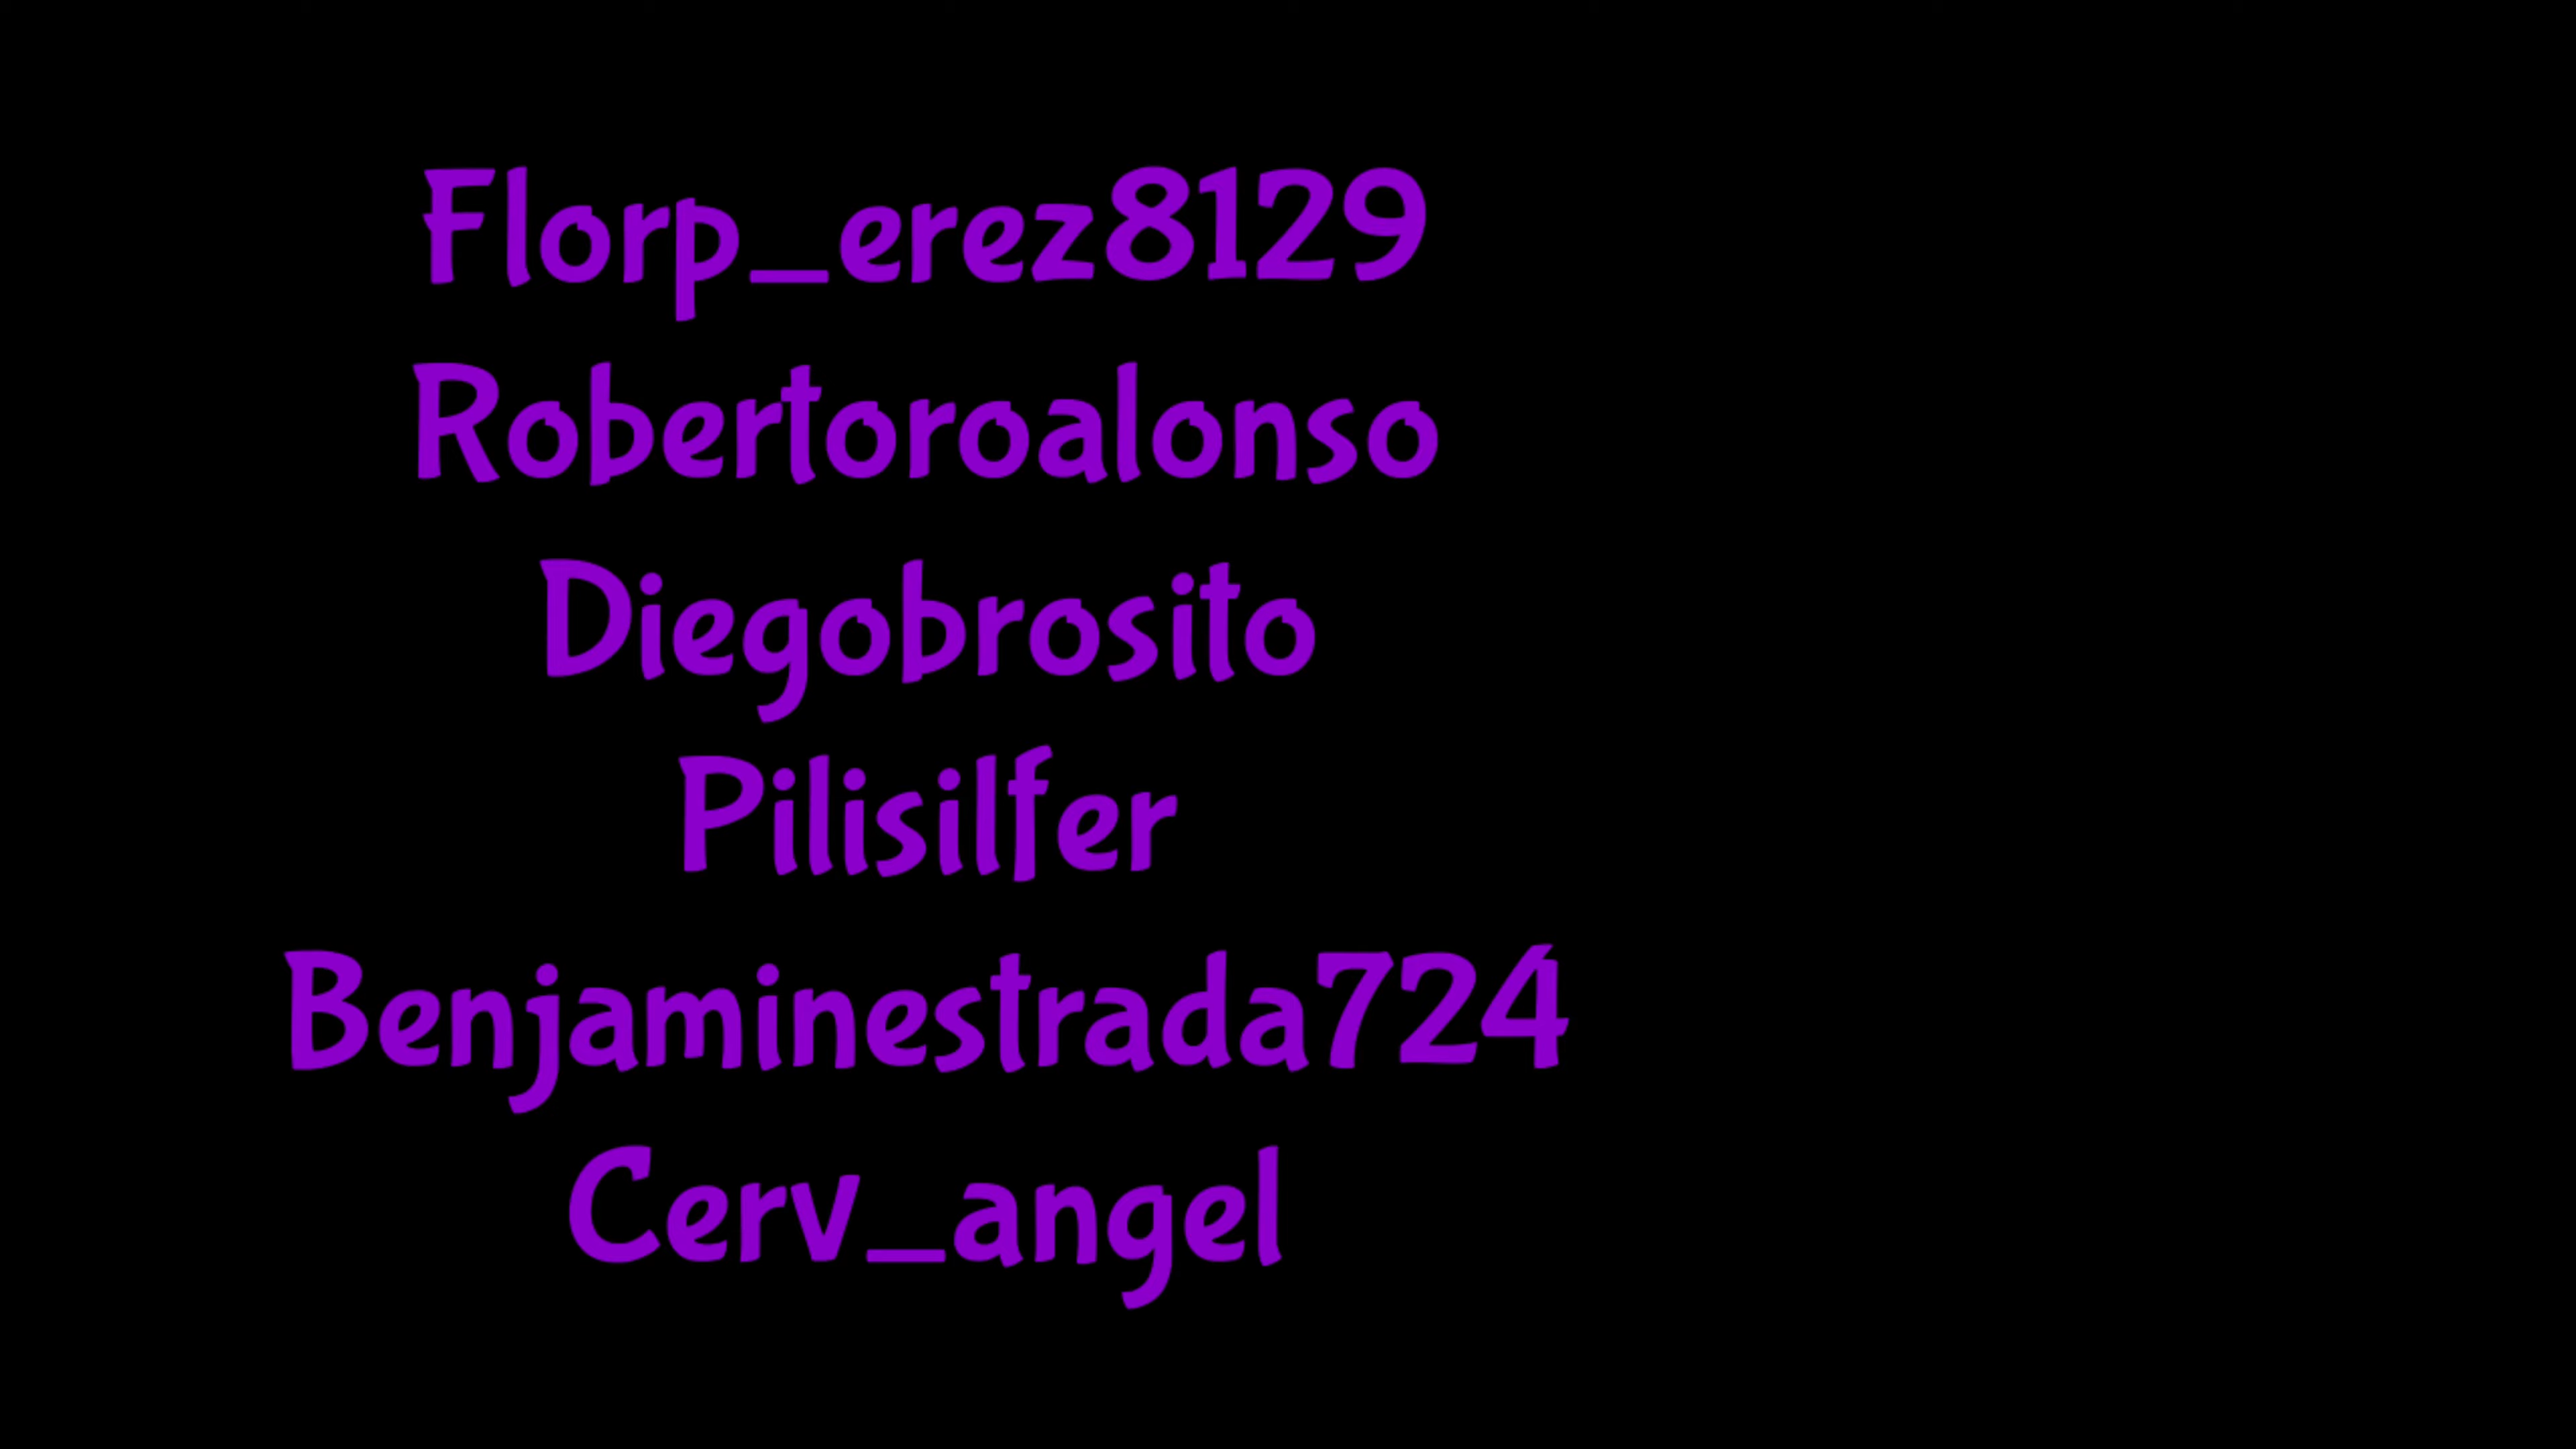 Florp_erez8129
Robertoroalonso
Diegobrosito
Pilisilfer
Benjaminestrada724
Cerv_angel